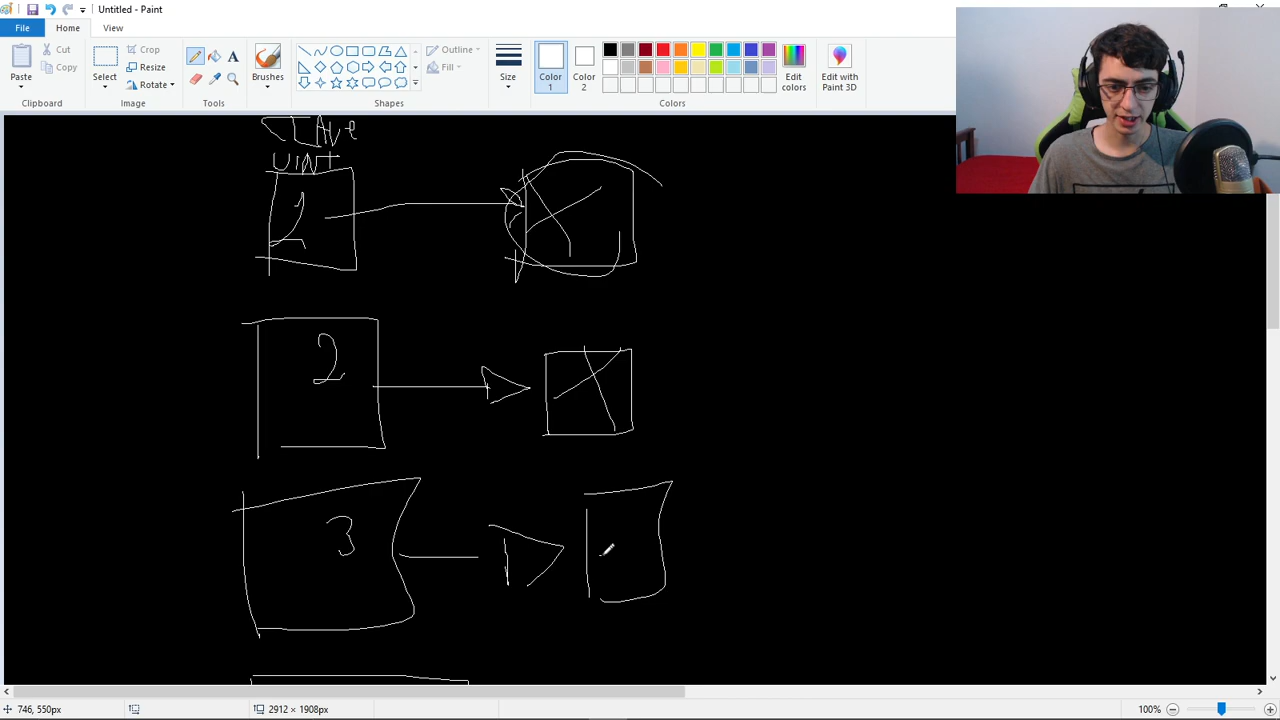 Untitled - Paint
File Home View
Paste
Cut
Copy
Clipboard
Select
Crop
Resize
Rotate
Image
A
Tools
Brushes
Outline
Fill
Shapes
Size
Color
1
Color
2
Edit
colors
Edit with
Paint 3D
Colors
UINT
1
X
2
X
3
746, 550px
2912 × 1908px
100%